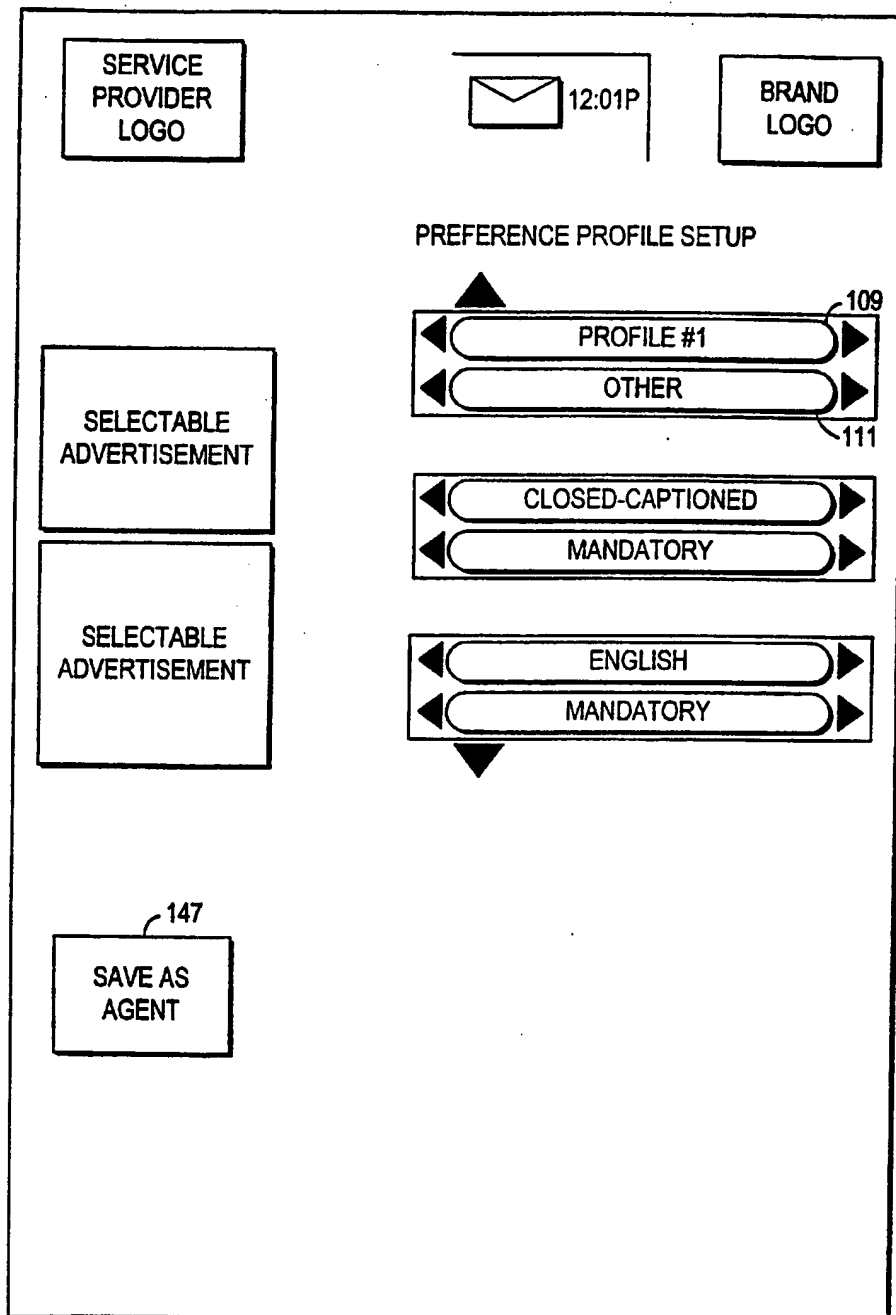 SERVICE
PROVIDER
LOGO
12:01P
BRAND
LOGO
PREFERENCE PROFILE SETUP
109
PROFILE #1
OTHER
111
SELECTABLE
ADVERTISEMENT
CLOSED-CAPTIONED
MANDATORY
SELECTABLE
ADVERTISEMENT
ENGLISH
MANDATORY
147
SAVE AS
AGENT